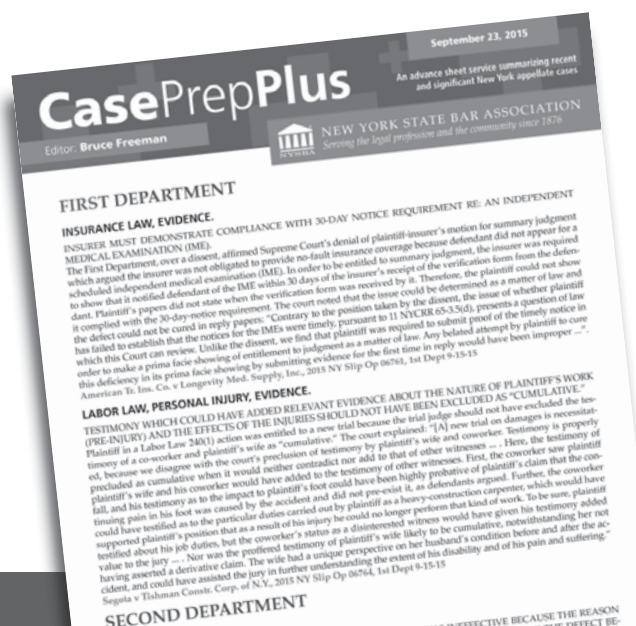 September 23, 2015
CasePrepPlus
An advance sheet service summarizing recent
and significant New York appellate cases
Editor: Bruce Freeman
NYSBA
NEW YORK STATE BAR ASSOCIATION
Serving the legal profession and the community since 1876
FIRST DEPARTMENT
INSURANCE LAW, EVIDENCE.
INSURER MUST DEMONSTRATE COMPLIANCE WITH 30-DAY NOTICE REQUIREMENT RE: AN INDEPENDENT
MEDICAL EXAMINATION (IME).
The First Department, over a dissent, affirmed Supreme Court's denial of plaintiff-insurer's motion for summary judgment
which argued the insurer was not obligated to provide no-fault insurance coverage because defendant did not appear for a
scheduled independent medical examination (IME). In order to be entitled to summary judgment, the insurer was required
to show that it notified defendant of the IME within 30 days of the insurer's receipt of the verification form from the defen-
dant. Plaintiff's papers did not state when the verification form was received by it. Therefore, the plaintiff could not show
it complied with the 30-day-notice requirement. The court noted that the issue could be determined as a matter of law and
the defect could not be cured in reply papers: "Contrary to the position taken by the dissent, the issue of whether plaintiff
has failed to establish that the notices for the IMEs were timely, pursuant to 11 NYCRR 65-3.5(d), presents a question of law
which this Court can review. Unlike the dissent, we find that plaintiff was required to submit proof of the timely notice in
order to make a prima facie showing of entitlement to judgment as a matter of law. Any belated attempt by plaintiff to cure
this deficiency in its prima facie showing by submitting evidence for the first time in reply would have been improper ...".
American Tr. Ins. Co. v Longevity Med. Supply, Inc., 2015 NY Slip Op 06761, 1st Dept 9-15-15
LABOR LAW, PERSONAL INJURY, EVIDENCE.
TESTIMONY WHICH COULD HAVE ADDED RELEVANT EVIDENCE ABOUT THE NATURE OF PLAINTIFF'S WORK
(PRE-INJURY) AND THE EFFECTS OF THE INJURIES SHOULD NOT HAVE BEEN EXCLUDED AS "CUMULATIVE."
Plaintiff in a Labor Law 240(1) action was entitled to a new trial because the trial judge should not have excluded the tes-
timony of a co-worker and plaintiff's wife as "cumulative." The court explained: "[A] new trial on damages is necessitat-
ed, because we disagree with the court's preclusion of testimony by plaintiff's wife and coworker. Testimony is properly
precluded as cumulative when it would neither contradict nor add to that of other witnesses ... . Here, the testimony of
plaintiff's wife and his coworker would have added to the testimony of other witnesses. First, the coworker saw plaintiff
fall, and his testimony as to the impact to plaintiff's foot could have been highly probative of plaintiff's claim that the con-
tinuing pain in his foot was caused by the accident and did not pre-exist it, as defendants argued. Further, the coworker
could have testified as to the particular duties carried out by plaintiff as a heavy-construction carpenter, which would have
supported plaintiff's position that as a result of his injury he could no longer perform that kind of work. To be sure, plaintiff
testified about his job duties, but the coworker's status as a disinterested witness would have given his testimony added
value to the jury ... . Nor was the proffered testimony of plaintiff's wife likely to be cumulative, notwithstanding her not
having asserted a derivative claim. The wife had a unique perspective on her husband's condition before and after the ac-
cident, and could have assisted the jury in further understanding the extent of his disability and of his pain and suffering."
Segota v Tishman Constr. Corp. of N.Y., 2015 NY Slip Op 06764, 1st Dept 9-15-15
SECOND DEPARTMENT
INEFFECTIVE BECAUSE THE REASON
THE DEFECT BE-